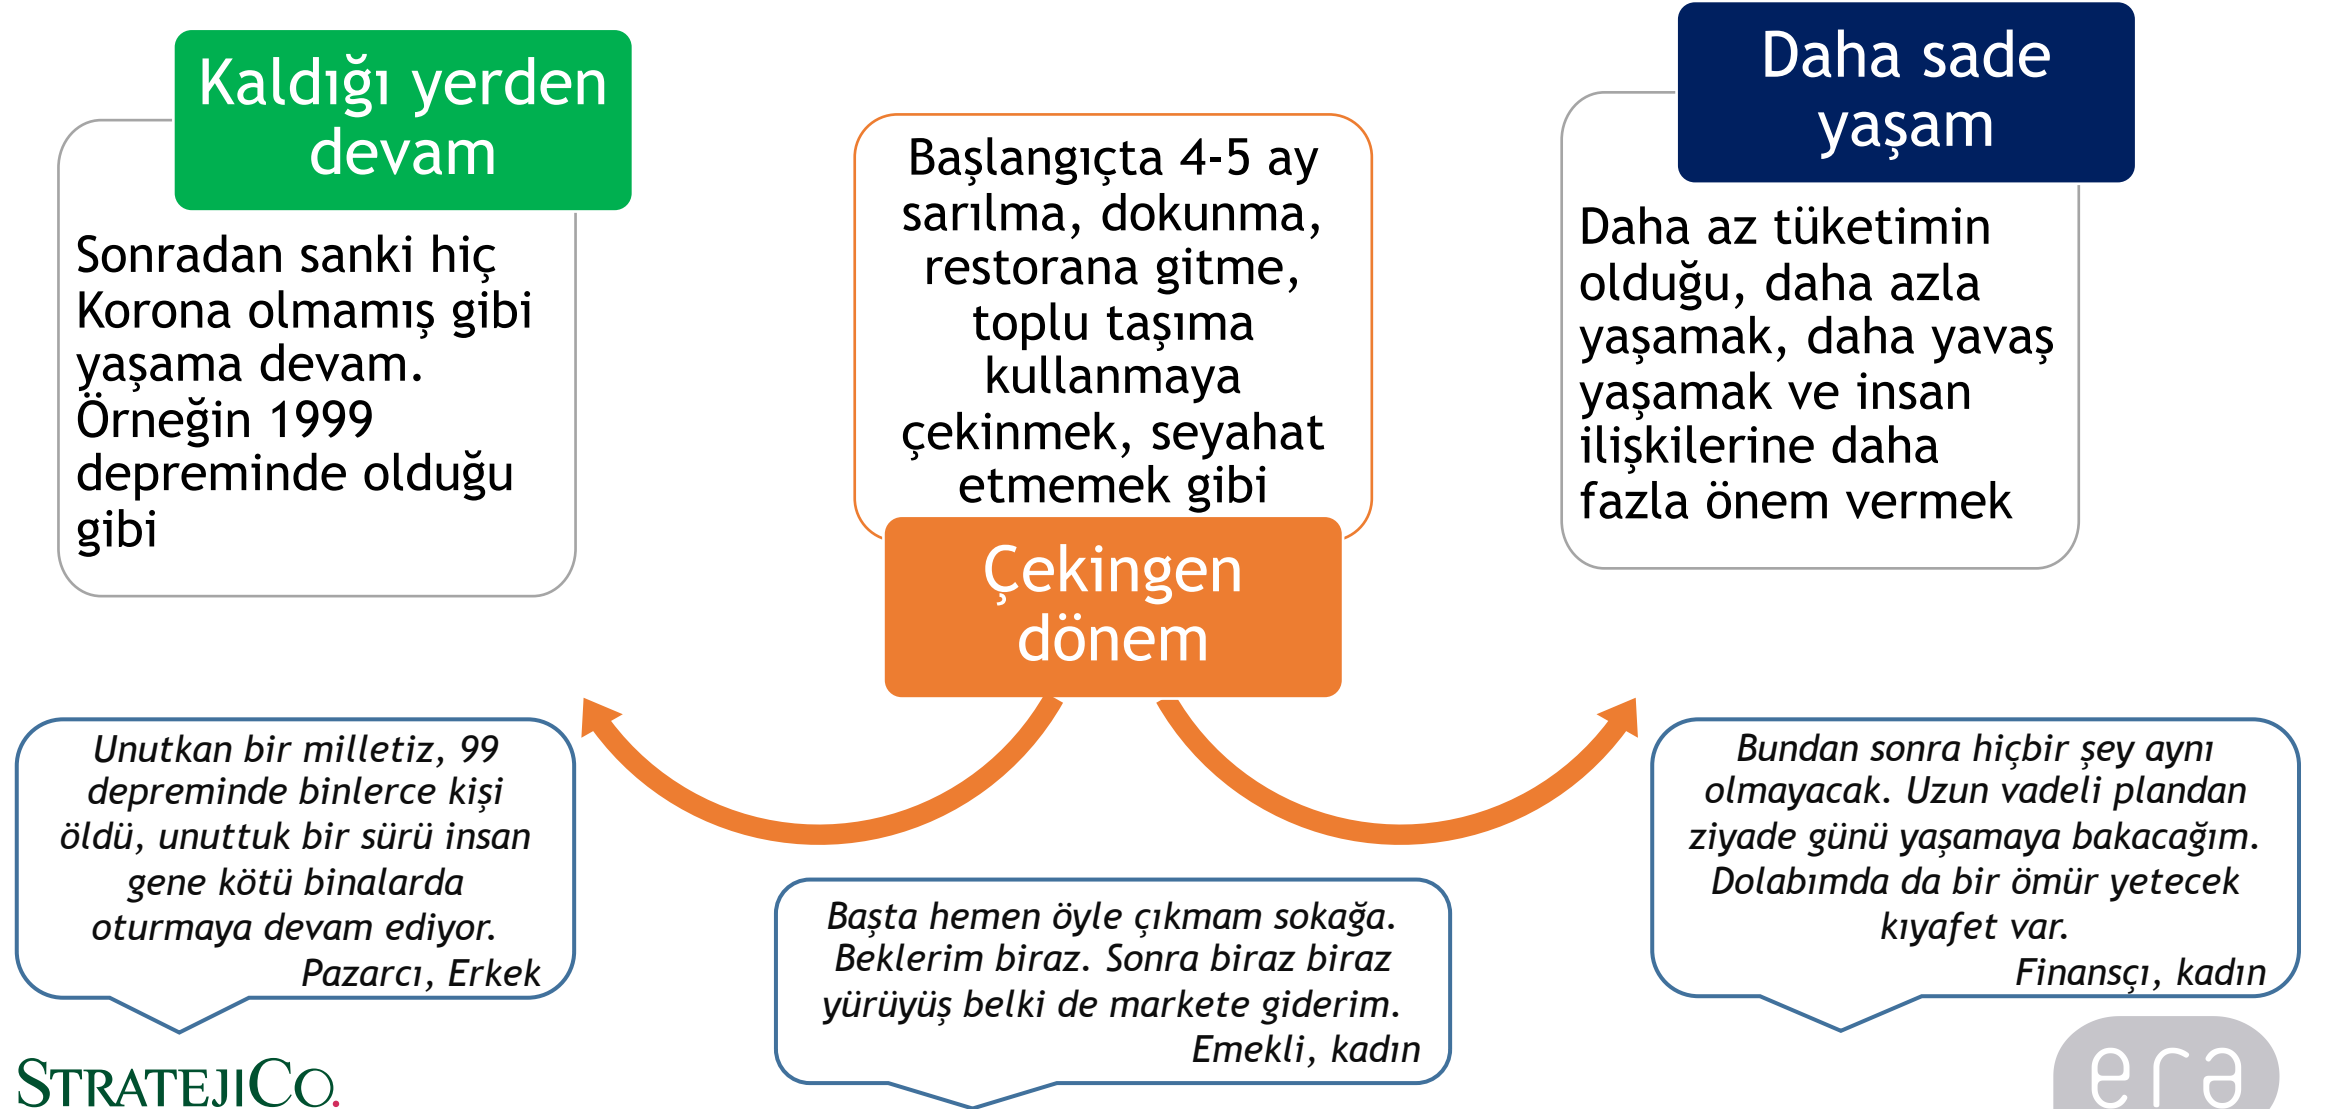 Kaldığı yerden
devam
Sonradan sanki hiç
Korona olmamış gibi
yaşama devam.
Örneğin 1999
depreminde olduğu
gibi
Başlangıçta 4-5 ay
sarılma, dokunma,
restorana gitme,
toplu taşıma
kullanmaya
çekinmek, seyahat
etmemek gibi
Çekingen
dönem
Daha sade
yaşam
Daha az tüketimin
olduğu, daha azla
yaşamak, daha yavaş
yaşamak ve insan
ilişkilerine daha
fazla önem vermek
Unutkan bir milletiz, 99
depreminde binlerce kişi
öldü, unuttuk bir sürü insan
gene kötü binalarda
oturmaya devam ediyor.
Pazarcı, Erkek
Başta hemen öyle çıkmam sokağa.
Beklerim biraz. Sonra biraz biraz
yürüyüş belki de markete giderim.
Emekli, kadın
Bundan sonra hiçbir şey aynı
olmayacak. Uzun vadeli plandan
ziyade günü yaşamaya bakacağım.
Dolabımda da bir ömür yetecek
kıyafet var.
Finansçı, kadın
STRATEJICO.
era